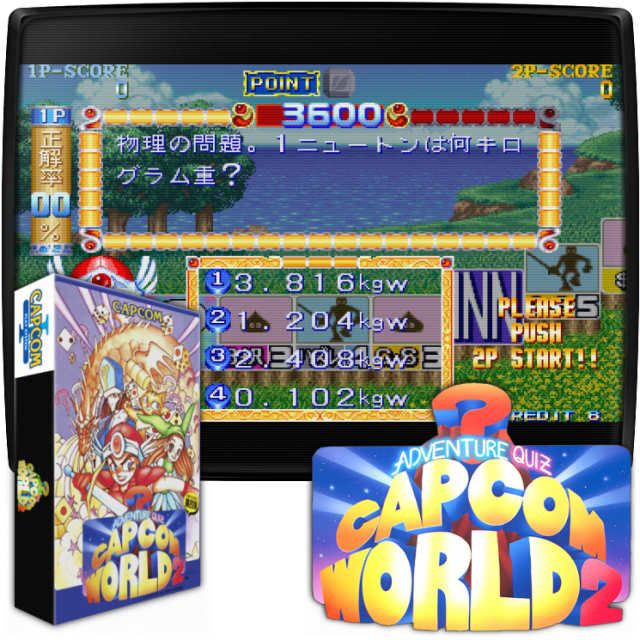 1P-SCORE
0
POINT
2P-SCORE
0
1P
3600
正解率
00
%
物理の問題。1ニュートンは何キロ
グラム重?
1 3.816kgw
2 1.204kgw
3 2.408kgw
4 0.102kgw
PLEASE
PUSH
2P START!!
REDIT 8
CAPCOM
CAPCOM
ADVENTURE QUIZ
CAPCOM
WORLD2
?
ADVENTURE QUIZ
CAPCOM
WORLD 2